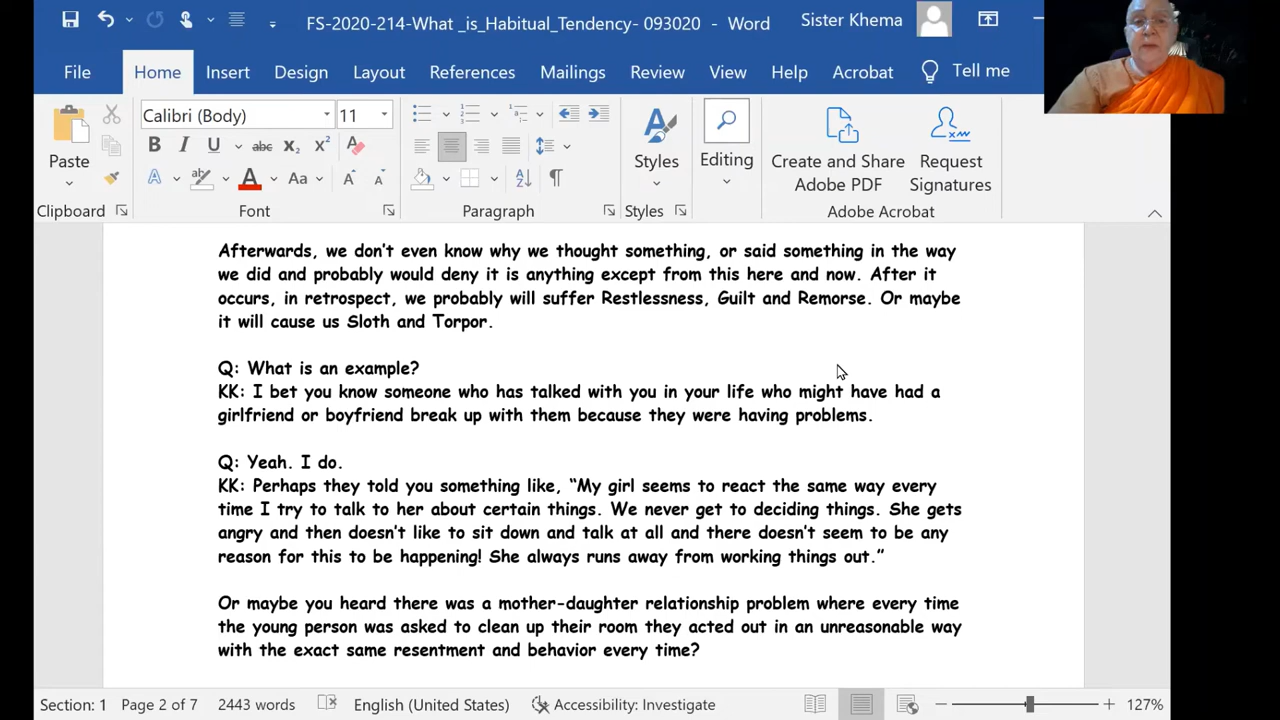 FS-2020-214-What _is_Habitual_Tendency- 093020 - Word
Sister Khema
File
Home
Insert
Design
Layout
References
Mailings
Review
View
Help
Acrobat
Tell me
Calibri (Body)
11
Paste
Styles
Editing
Create and Share
Adobe PDF
Request
Signatures
Clipboard
Font
Paragraph
Styles
Adobe Acrobat
Afterwards, we don't even know why we thought something, or said something in the way
we did and probably would deny it is anything except from this here and now. After it
occurs, in retrospect, we probably will suffer Restlessness, Guilt and Remorse. Or maybe
it will cause us Sloth and Torpor.
Q: What is an example?
KK: I bet you know someone who has talked with you in your life who might have had a
girlfriend or boyfriend break up with them because they were having problems.
Q: Yeah. I do.
KK: Perhaps they told you something like, “My girl seems to react the same way every
time I try to talk to her about certain things. We never get to deciding things. She gets
angry and then doesn't like to sit down and talk at all and there doesn't seem to be any
reason for this to be happening! She always runs away from working things out.”
Or maybe you heard there was a mother-daughter relationship problem where every time
the young person was asked to clean up their room they acted out in an unreasonable way
with the exact same resentment and behavior every time?
Section: 1
Page 2 of 7
2443 words
English (United States)
Accessibility: Investigate
127%